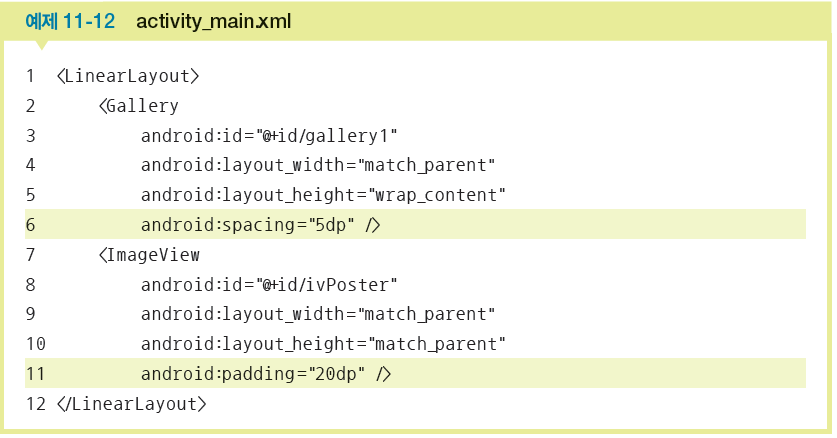 예제 11-12 activity_main.xml
1 <LinearLayout>
2 <Gallery
3 android:id="@+id/gallery1"
4 android:layout_width="match_parent"
5 android:layout_height="wrap_content"
6 android:spacing="5dp" />
7 <ImageView
8 android:id="@+id/ivPoster"
9 android:layout_width="match_parent"
10 android:layout_height="match_parent"
11 android:padding="20dp" />
12 </LinearLayout>